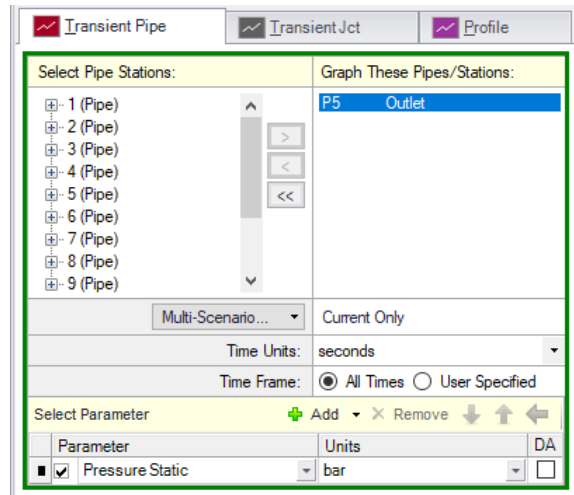 Transient Pipe Transient Jct Profile
Select Pipe Stations: Graph These Pipes/Stations:
1 (Pipe) P5 Outlet
2 (Pipe)
>
3 (Pipe)
4 (Pipe) <
5 (Pipe) <<
6 (Pipe)
7 (Pipe)
8 (Pipe)
9 (Pipe)
Multi-Scenario... Current Only
Time Units: seconds
Time Frame: All Times User Specified
Select Parameter Add Remove
Parameter Units DA
Pressure Static bar